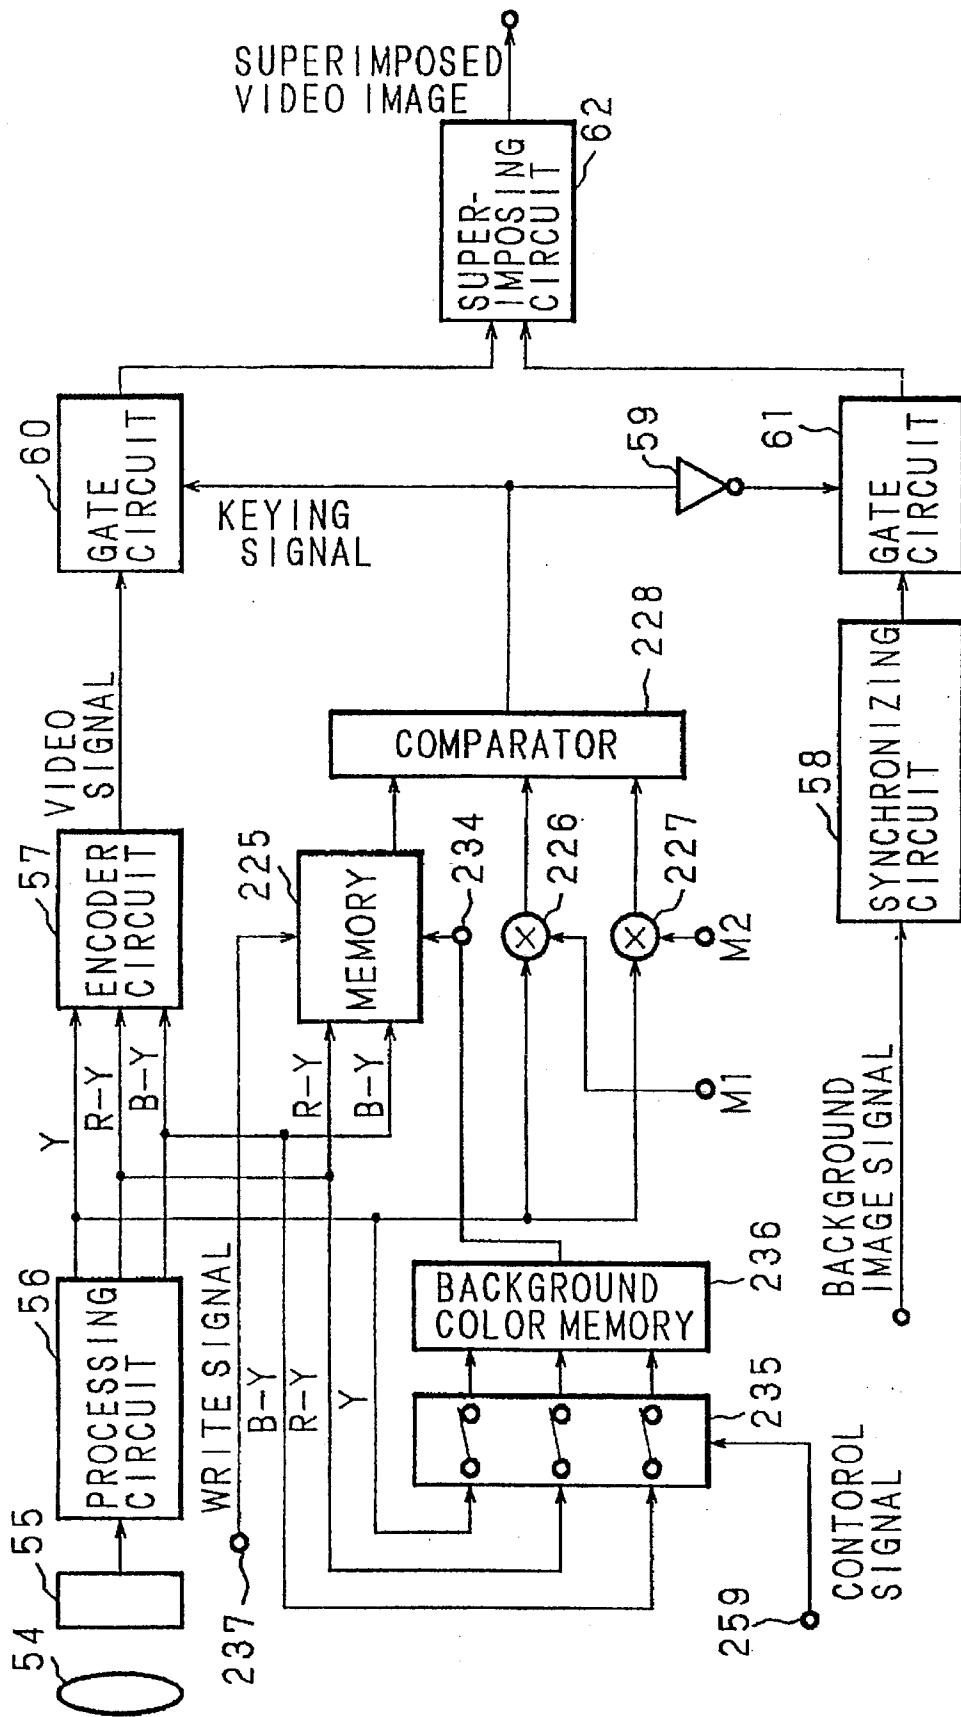 54
55
PROCESSING
CIRCUIT
56
Y
R-Y
B-Y
ENCODER
CIRCUIT
57
VIDEO
SIGNAL
GATE
CIRCUIT
60
KEYING
SIGNAL
SUPERIMPOSED
VIDEO IMAGE
SUPER-
IMPOSING
CIRCUIT
62
237
WRITE SIGNAL
B-Y
R-Y
Y
R-Y
B-Y
MEMORY
225
234
COMPARATOR
228
226
227
M1
M2
59
BACKGROUND
COLOR MEMORY
236
235
259
CONTOROL
SIGNAL
BACKGROUND
IMAGE SIGNAL
SYNCHRONIZING
CIRCUIT
58
GATE
CIRCUIT
61